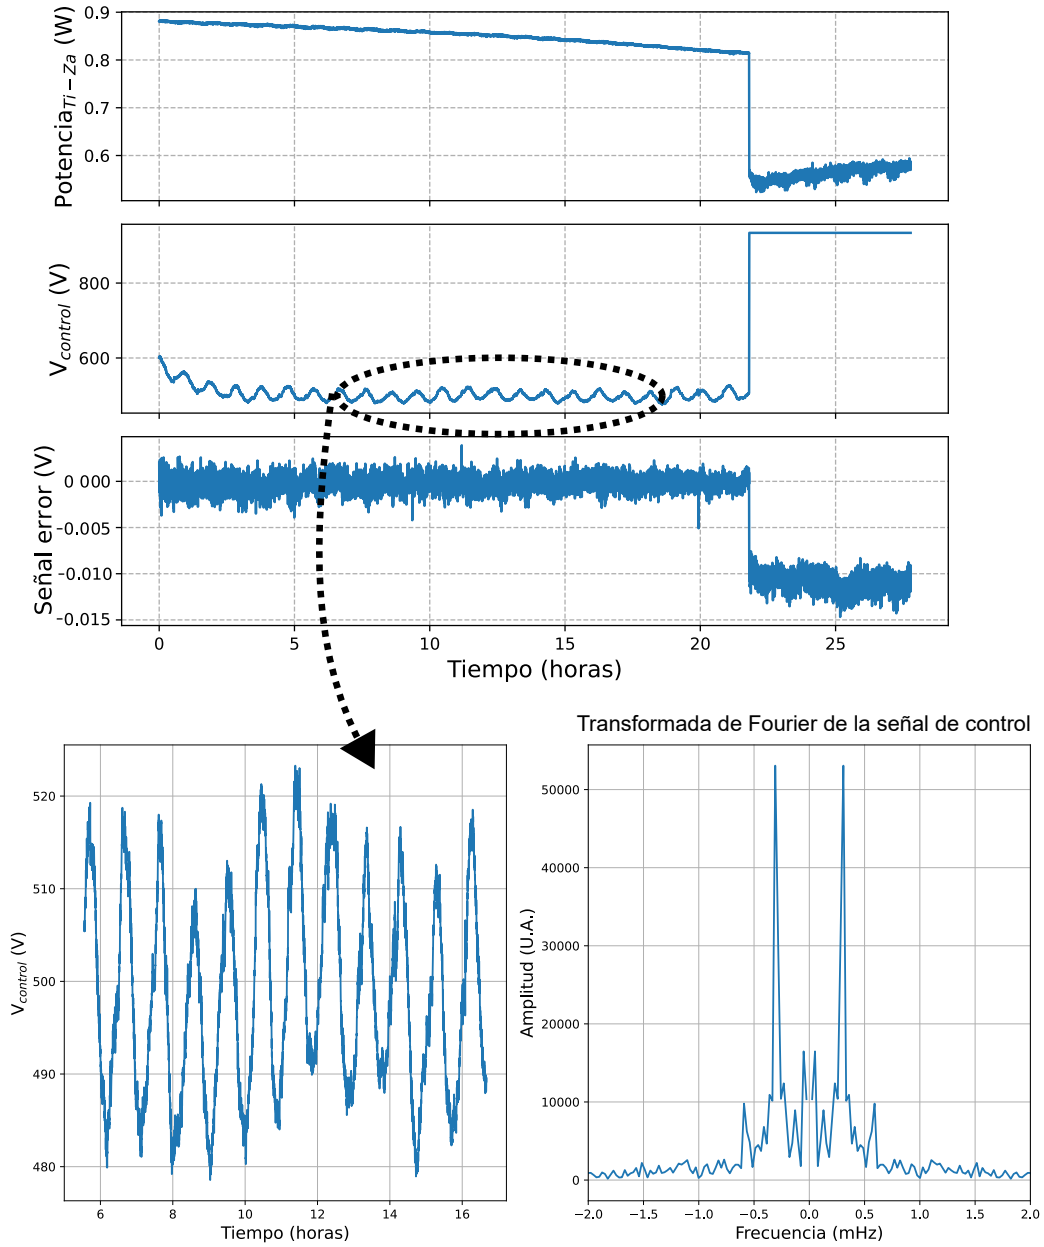 0.9
0.8
0.7
0.6
Potencia_{Ti−Za} (W)
800
600
V_{control} (V)
0 000
-0.005
-0.010
-0.015
Señal error (V)
0 5 10 15 20 25
Tiempo (horas)
Transformada de Fourier de la señal de control
520
510
500
490
480
V_{control} (V)
6 8 10 12 14 16
Tiempo (horas)
50000
40000
30000
20000
10000
0
Amplitud (U.A.)
−2.0 −1.5 −1.0 −0.5 0.0 0.5 1.0 1.5 2.0
Frecuencia (mHz)